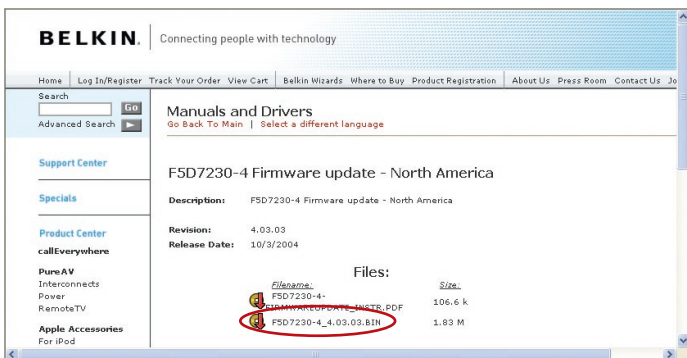 BELKIN. Connecting people with technology
Home Log In/Register Track Your Order View Cart Belkin Wizards Where to Buy Product Registration About Us Press Room Contact Us Jo
Search
Go
Advanced Search
Support Center
Specials
Product Center
callEverywhere
PureAV
Interconnects
Power
RemoteTV
Apple Accessories
For iPod
Manuals and Drivers
Go Back To Main | Select a different language
F5D7230-4 Firmware update - North America
Description: F5D7230-4 Firmware update - North America
Revision: 4.03.03
Release Date: 10/3/2004
Files:
Filename: Size:
F5D7230-4-
FIRMWAREUPDATE_INSTR.PDF 106.6 k
F5D7230-4_4.03.03.BIN 1.83 M